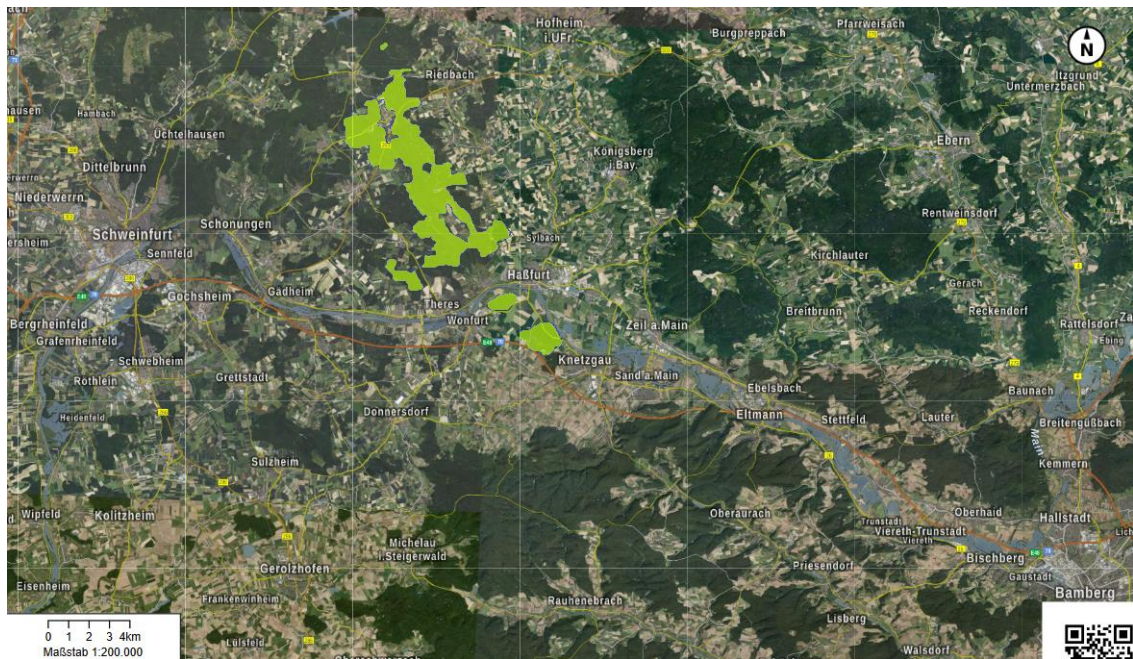 Hofheim
i.UFr.
Burgpreppach
Pfarrweisach
N
Itzgrund
Untermerzbach
Riedbach
Hambach
Üchtelhausen
Dittelbrunn
Königsberg
i.Bay.
Ebern
Niederwerrn
Schonungen
Rentweinsdorf
Schweinfurt
Sennfeld
Sylbach
Kirchlauter
Haßfurt
Gerach
Gochsheim
Gädheim
Theres
Breitbrunn
Reckendorf
Bergrheinfeld
Wonfurt
Zeil a.Main
Rattelsdorf
Grafenrheinfeld
Ebing
Schwebheim
Knetzgau
Röthlein
Grettstadt
Sand a.Main
Ebelsbach
Baunach
Heidenfeld
Donnersdorf
Eltmann
Stettfeld
Lauter
Breitengüßbach
Main
Sulzheim
Kemmern
Wipfeld
Kolitzheim
Oberaurach
Trunstadt
Oberhaid
Hallstadt
Viereth-Trunstadt
Viereth
Michelau
i.Steigerwald
Bischberg
Gerolzhofen
Priesendorf
Gaustadt
Eisenheim
Frankenwinheim
Rauhenebrach
Bamberg
Lisberg
0 1 2 3 4km
Maßstab 1:200.000
Lülsfeld
Walsdorf